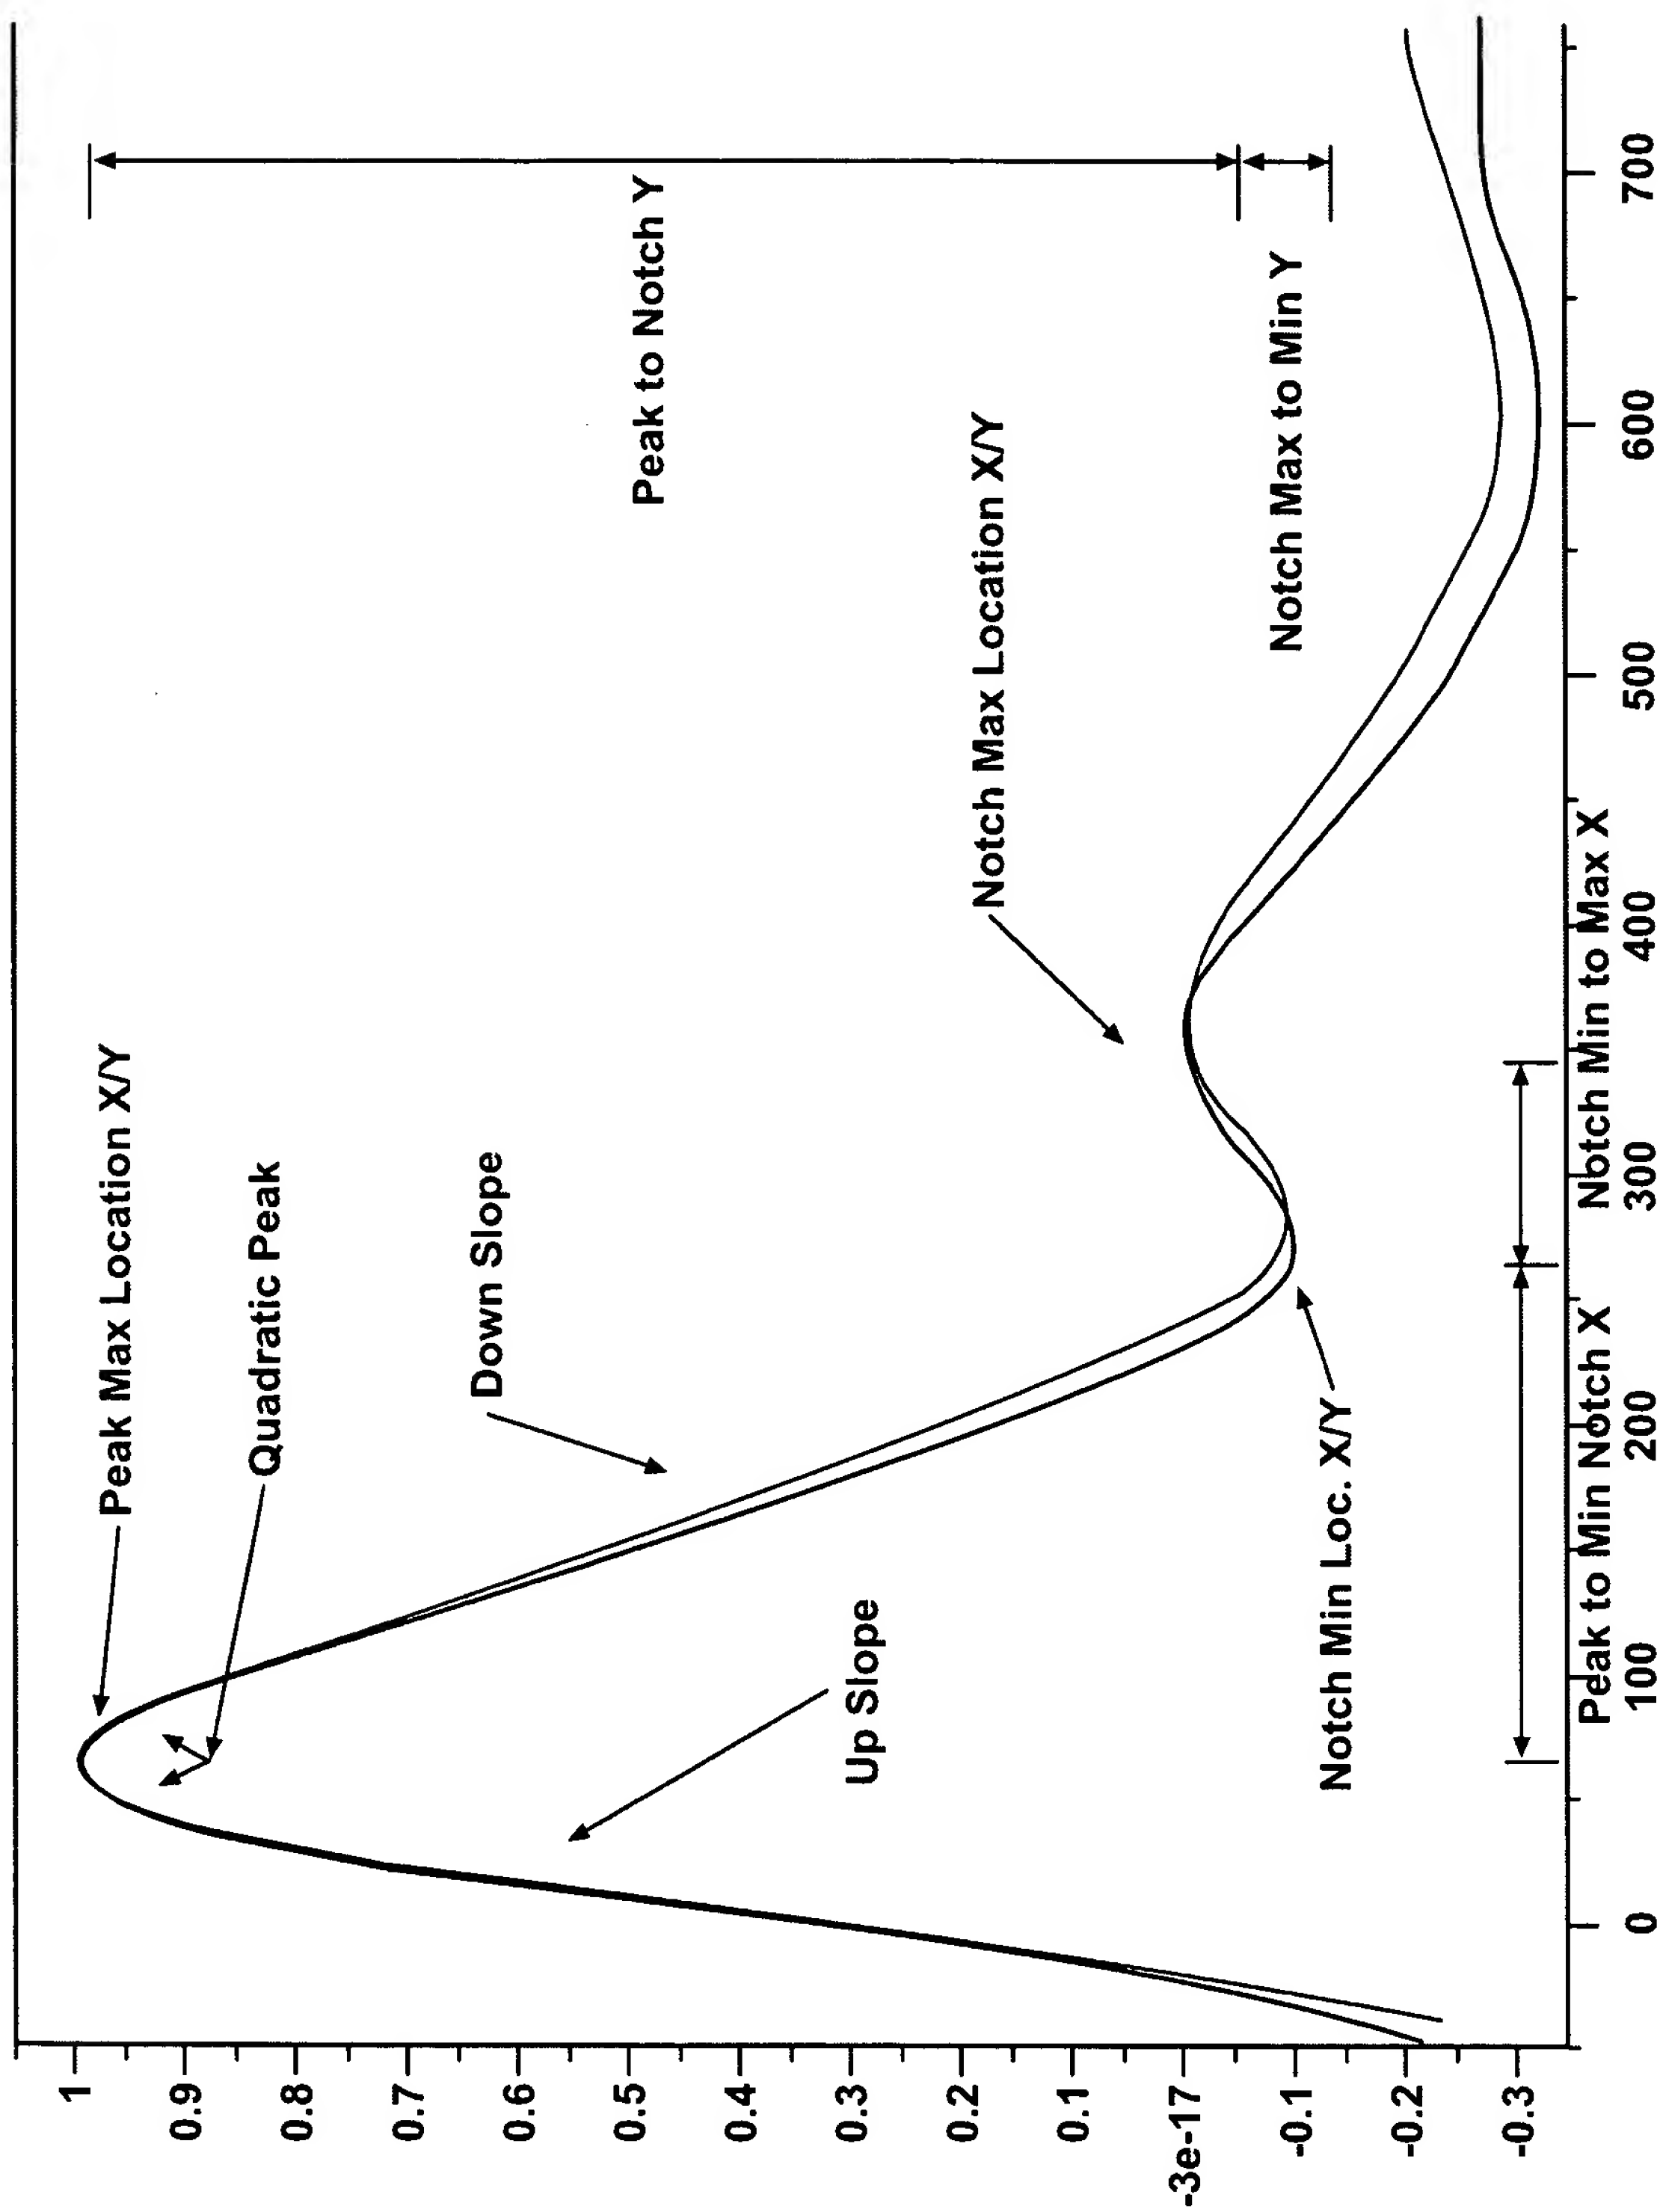 Peak Max Location X/Y
Quadratic Peak
Down Slope
Up Slope
Peak to Notch Y
Notch Max Location X/Y
Notch Max to Min Y
Notch Min Loc. X/Y
Peak to Min Notch X
Notch Min to Max X
1
0.9
0.8
0.7
0.6
0.5
0.4
0.3
0.2
0.1
-3e-17
-0.1
-0.2
-0.3
0
100
200
300
400
500
600
700